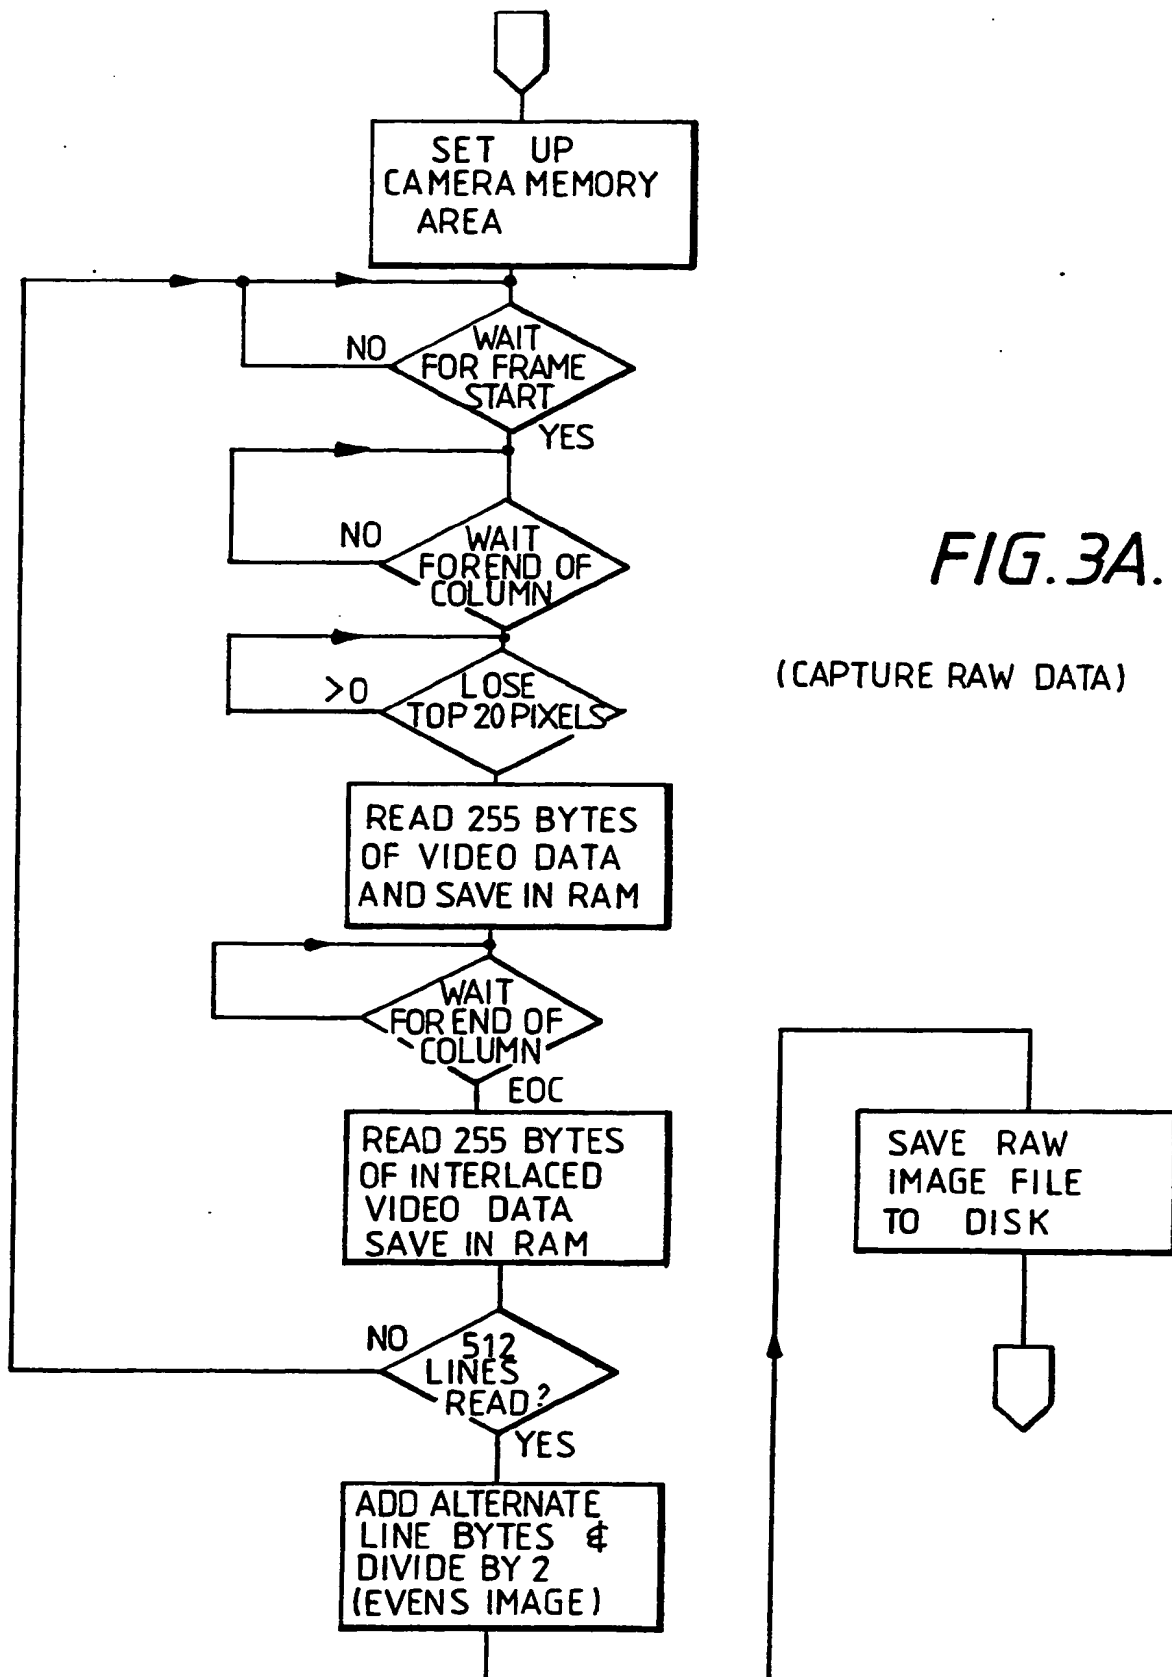 SET UP
CAMERA MEMORY
AREA
WAIT
FOR FRAME
START
NO
YES
WAIT
FOR END OF
COLUMN
NO
LOSE
TOP 20 PIXELS
>0
READ 255 BYTES
OF VIDEO DATA
AND SAVE IN RAM
WAIT
FOR END OF
COLUMN
EOC
READ 255 BYTES
OF INTERLACED
VIDEO DATA
SAVE IN RAM
512
LINES
READ?
NO
YES
ADD ALTERNATE
LINE BYTES &
DIVIDE BY 2
(EVENS IMAGE)
FIG. 3A.
(CAPTURE RAW DATA)
SAVE RAW
IMAGE FILE
TO DISK